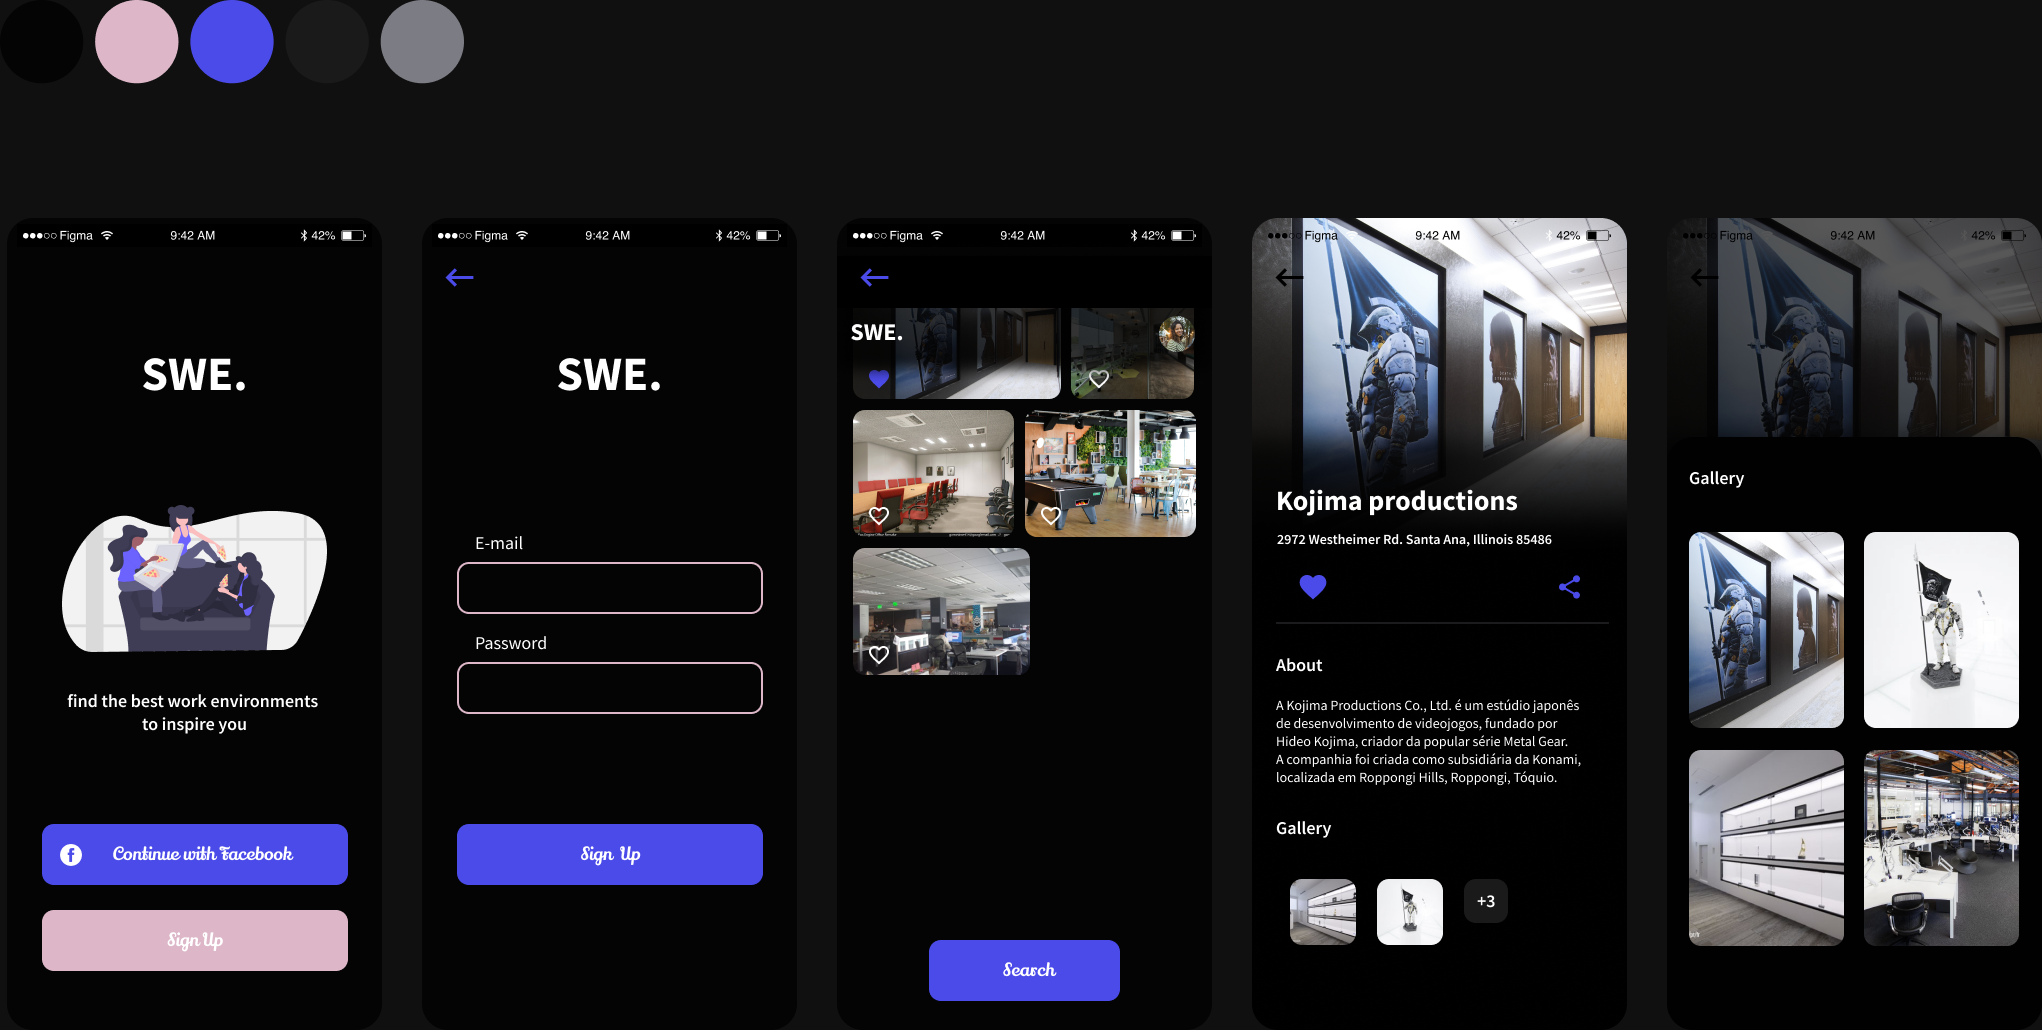 Figma 9:42 AM 42%
SWE.
find the best work environments
to inspire you
Continue with Facebook
Sign Up
Figma 9:42 AM 42%
SWE.
E-mail
Password
Sign Up
Figma 9:42 AM 42%
SWE.
Search
Figma 9:42 AM 42%
Kojima productions
2972 Westheimer Rd. Santa Ana, Illinois 85486
About
A Kojima Productions Co., Ltd. é um estúdio japonês
de desenvolvimento de videojogos, fundado por
Hideo Kojima, criador da popular série Metal Gear.
A companhia foi criada como subsidiária da Konami,
localizada em Roppongi Hills, Roppongi, Tóquio.
Gallery
+3
Figma 9:42 AM 42%
Gallery